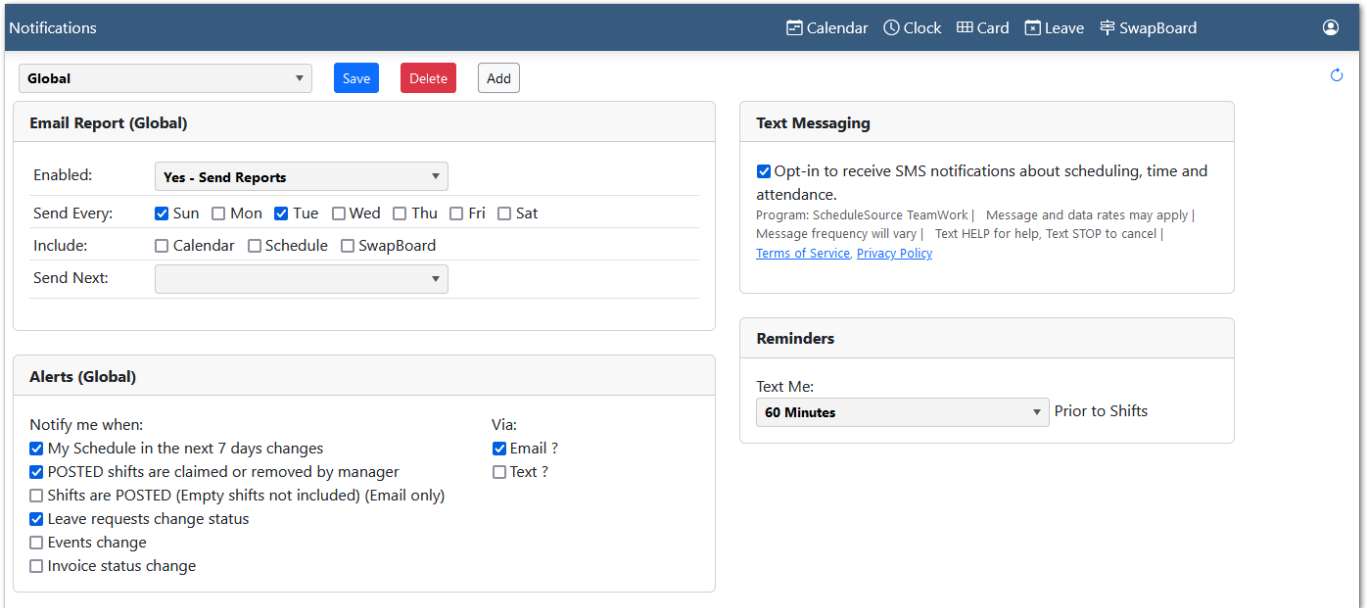 Notifications
Calendar Clock Card Leave SwapBoard
Global
Save Delete Add
Email Report (Global)
Enabled: Yes - Send Reports
Send Every: Sun Mon Tue Wed Thu Fri Sat
Include: Calendar Schedule SwapBoard
Send Next:
Alerts (Global)
Notify me when:
My Schedule in the next 7 days changes
POSTED shifts are claimed or removed by manager
Shifts are POSTED (Empty shifts not included) (Email only)
Leave requests change status
Events change
Invoice status change
Via:
Email ?
Text ?
Text Messaging
Opt-in to receive SMS notifications about scheduling, time and
attendance.
Program: ScheduleSource TeamWork | Message and data rates may apply |
Message frequency will vary | Text HELP for help, Text STOP to cancel |
Terms of Service, Privacy Policy
Reminders
Text Me:
60 Minutes Prior to Shifts